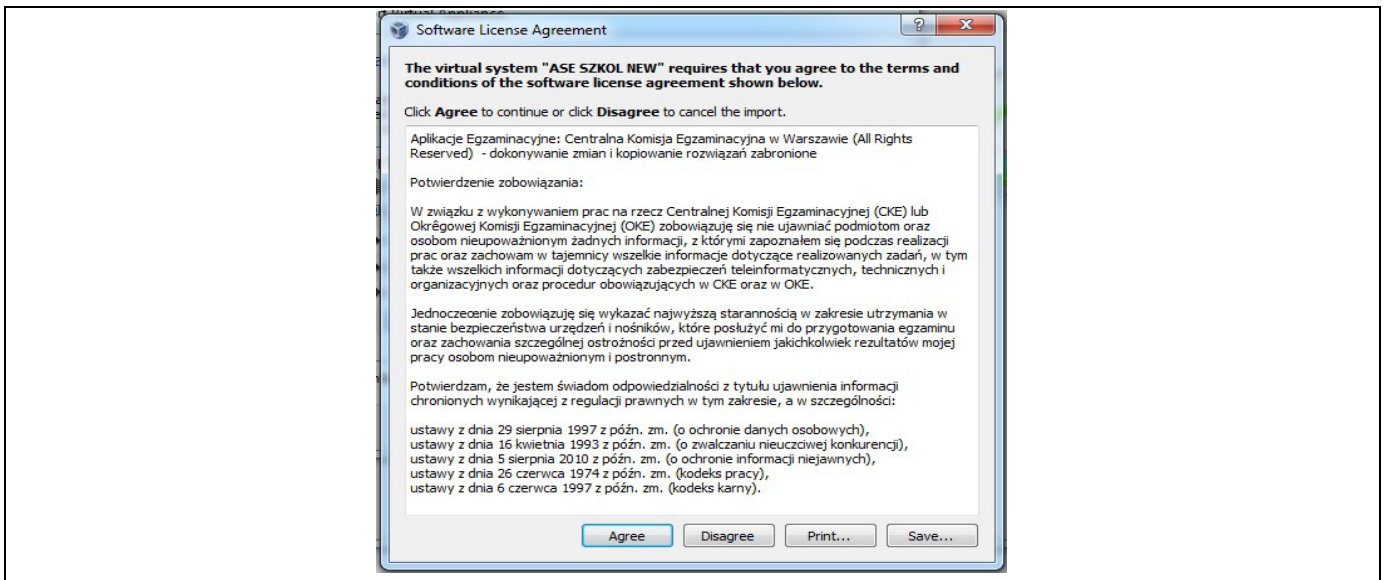 Software License Agreement
The virtual system "ASE SZKOL NEW" requires that you agree to the terms and
conditions of the software license agreement shown below.
Click Agree to continue or click Disagree to cancel the import.
Aplikacje Egzaminacyjne: Centralna Komisja Egzaminacyjna w Warszawie (All Rights
Reserved) - dokonywanie zmian i kopiowanie rozwiązań zabronione
Potwierdzenie zobowiązania:
W związku z wykonywaniem prac na rzecz Centralnej Komisji Egzaminacyjnej (CKE) lub
Okrêgowej Komisji Egzaminacyjnej (OKE) zobowiązuję się nie ujawniać podmiotom oraz
osobom nieupoważnionym żadnych informacji, z którymi zapoznałem się podczas realizacji
prac oraz zachowam w tajemnicy wszelkie informacje dotyczące realizowanych zadań, w tym
także wszelkich informacji dotyczących zabezpieczeń teleinformatycznych, technicznych i
organizacyjnych oraz procedur obowiązujących w CKE oraz w OKE.
Jednoczeœnie zobowiązuję się wykazać najwyższą starannością w zakresie utrzymania w
stanie bezpieczeństwa urzędzeń i nośników, które posłużyć mi do przygotowania egzaminu
oraz zachowania szczególnej ostrożności przed ujawnieniem jakichkolwiek rezultatów mojej
pracy osobom nieupoważnionym i postronnym.
Potwierdzam, że jestem świadom odpowiedzialności z tytułu ujawnienia informacji
chronionych wynikającej z regulacji prawnych w tym zakresie, a w szczególności:
ustawy z dnia 29 sierpnia 1997 z późn. zm. (o ochronie danych osobowych),
ustawy z dnia 16 kwietnia 1993 z późn. zm. (o zwalczaniu nieuczciwej konkurencji),
ustawy z dnia 5 sierpnia 2010 z późn. zm. (o ochronie informacji niejawnych),
ustawy z dnia 26 czerwca 1974 z późn. zm. (kodeks pracy),
ustawy z dnia 6 czerwca 1997 z późn. zm. (kodeks karny).
Agree Disagree Print... Save...